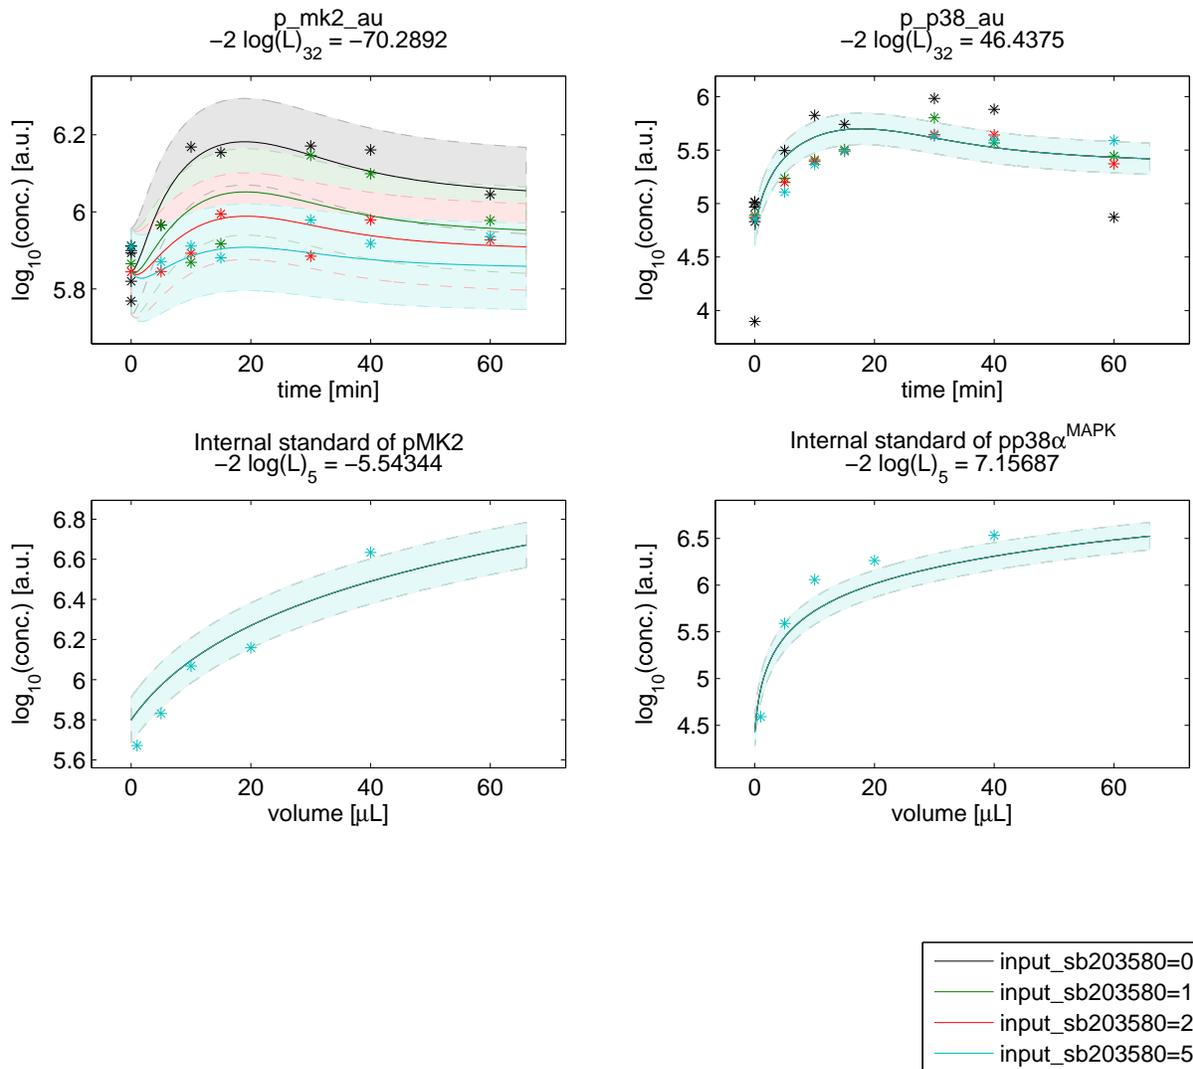 p_mk2_au
−2 log(L)32 = −70.2892
log10(conc.) [a.u.]
6.2
6
5.8
0 20 40 60
time [min]
p_p38_au
−2 log(L)32 = 46.4375
log10(conc.) [a.u.]
6
5.5
5
4.5
4
0 20 40 60
time [min]
Internal standard of pMK2
−2 log(L)5 = −5.54344
log10(conc.) [a.u.]
6.8
6.6
6.4
6.2
6
5.8
5.6
0 20 40 60
volume [μL]
Internal standard of pp38αMAPK
−2 log(L)5 = 7.15687
log10(conc.) [a.u.]
6.5
6
5.5
5
4.5
0 20 40 60
volume [μL]
input_sb203580=0
input_sb203580=1
input_sb203580=2
input_sb203580=5